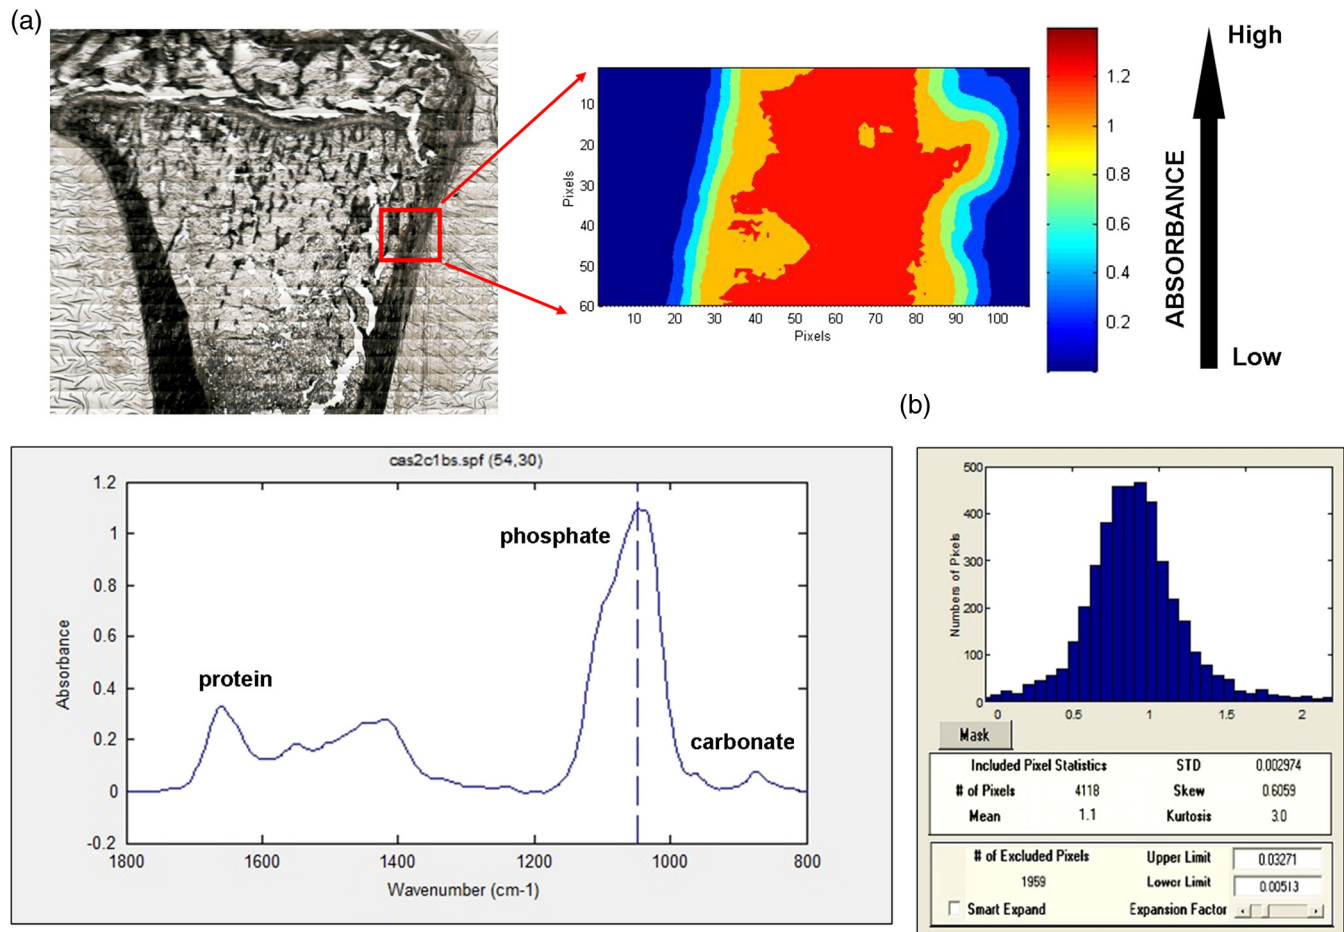 (a)
10
20
30
40
50
60
Pixels
10 20 30 40 50 60 70 80 90 100
Pixels
1.2
1
0.8
0.6
0.4
0.2
ABSORBANCE
High
Low
(b)
cas2c1bs.spf (54,30)
1.2
1
0.8
0.6
0.4
0.2
0
-0.2
Absorbance
phosphate
protein
carbonate
1800 1600 1400 1200 1000 800
Wavenumber (cm-1)
500
400
300
200
100
0
Numbers of Pixels
0 0.5 1 1.5 2
Mask
Included Pixel Statistics STD 0.002974
# of Pixels 4118 Skew 0.6059
Mean 1.1 Kurtosis 3.0
# of Excluded Pixels Upper Limit 0.03271
1959 Lower Limit 0.00513
Smart Expand Expansion Factor